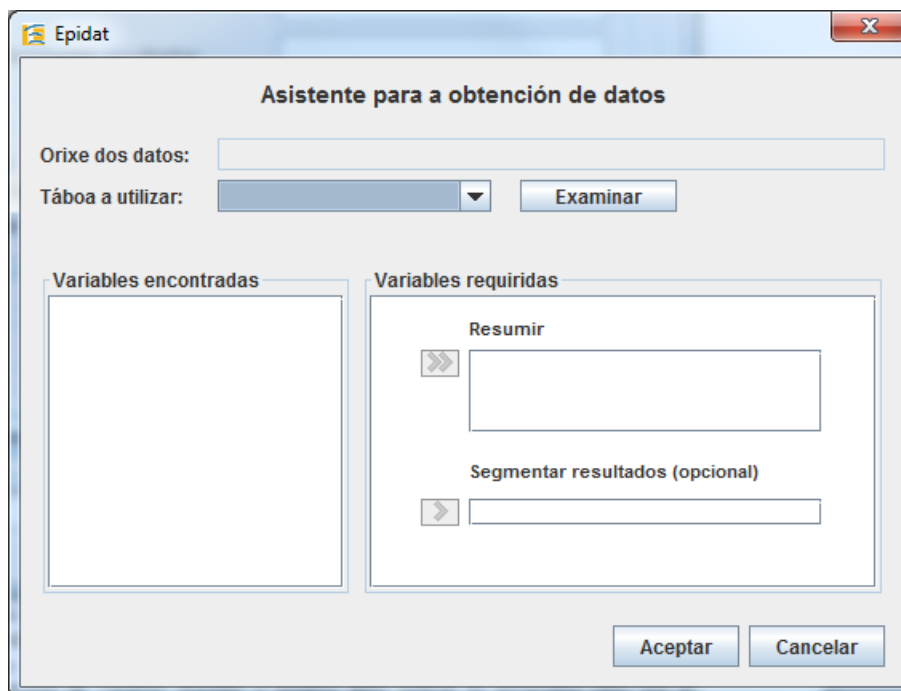 Epidat
Asistente para a obtención de datos
Orixe dos datos:
Táboa a utilizar:
Examinar
Variables encontradas
Variables requiridas
Resumir
Segmentar resultados (opcional)
Aceptar
Cancelar